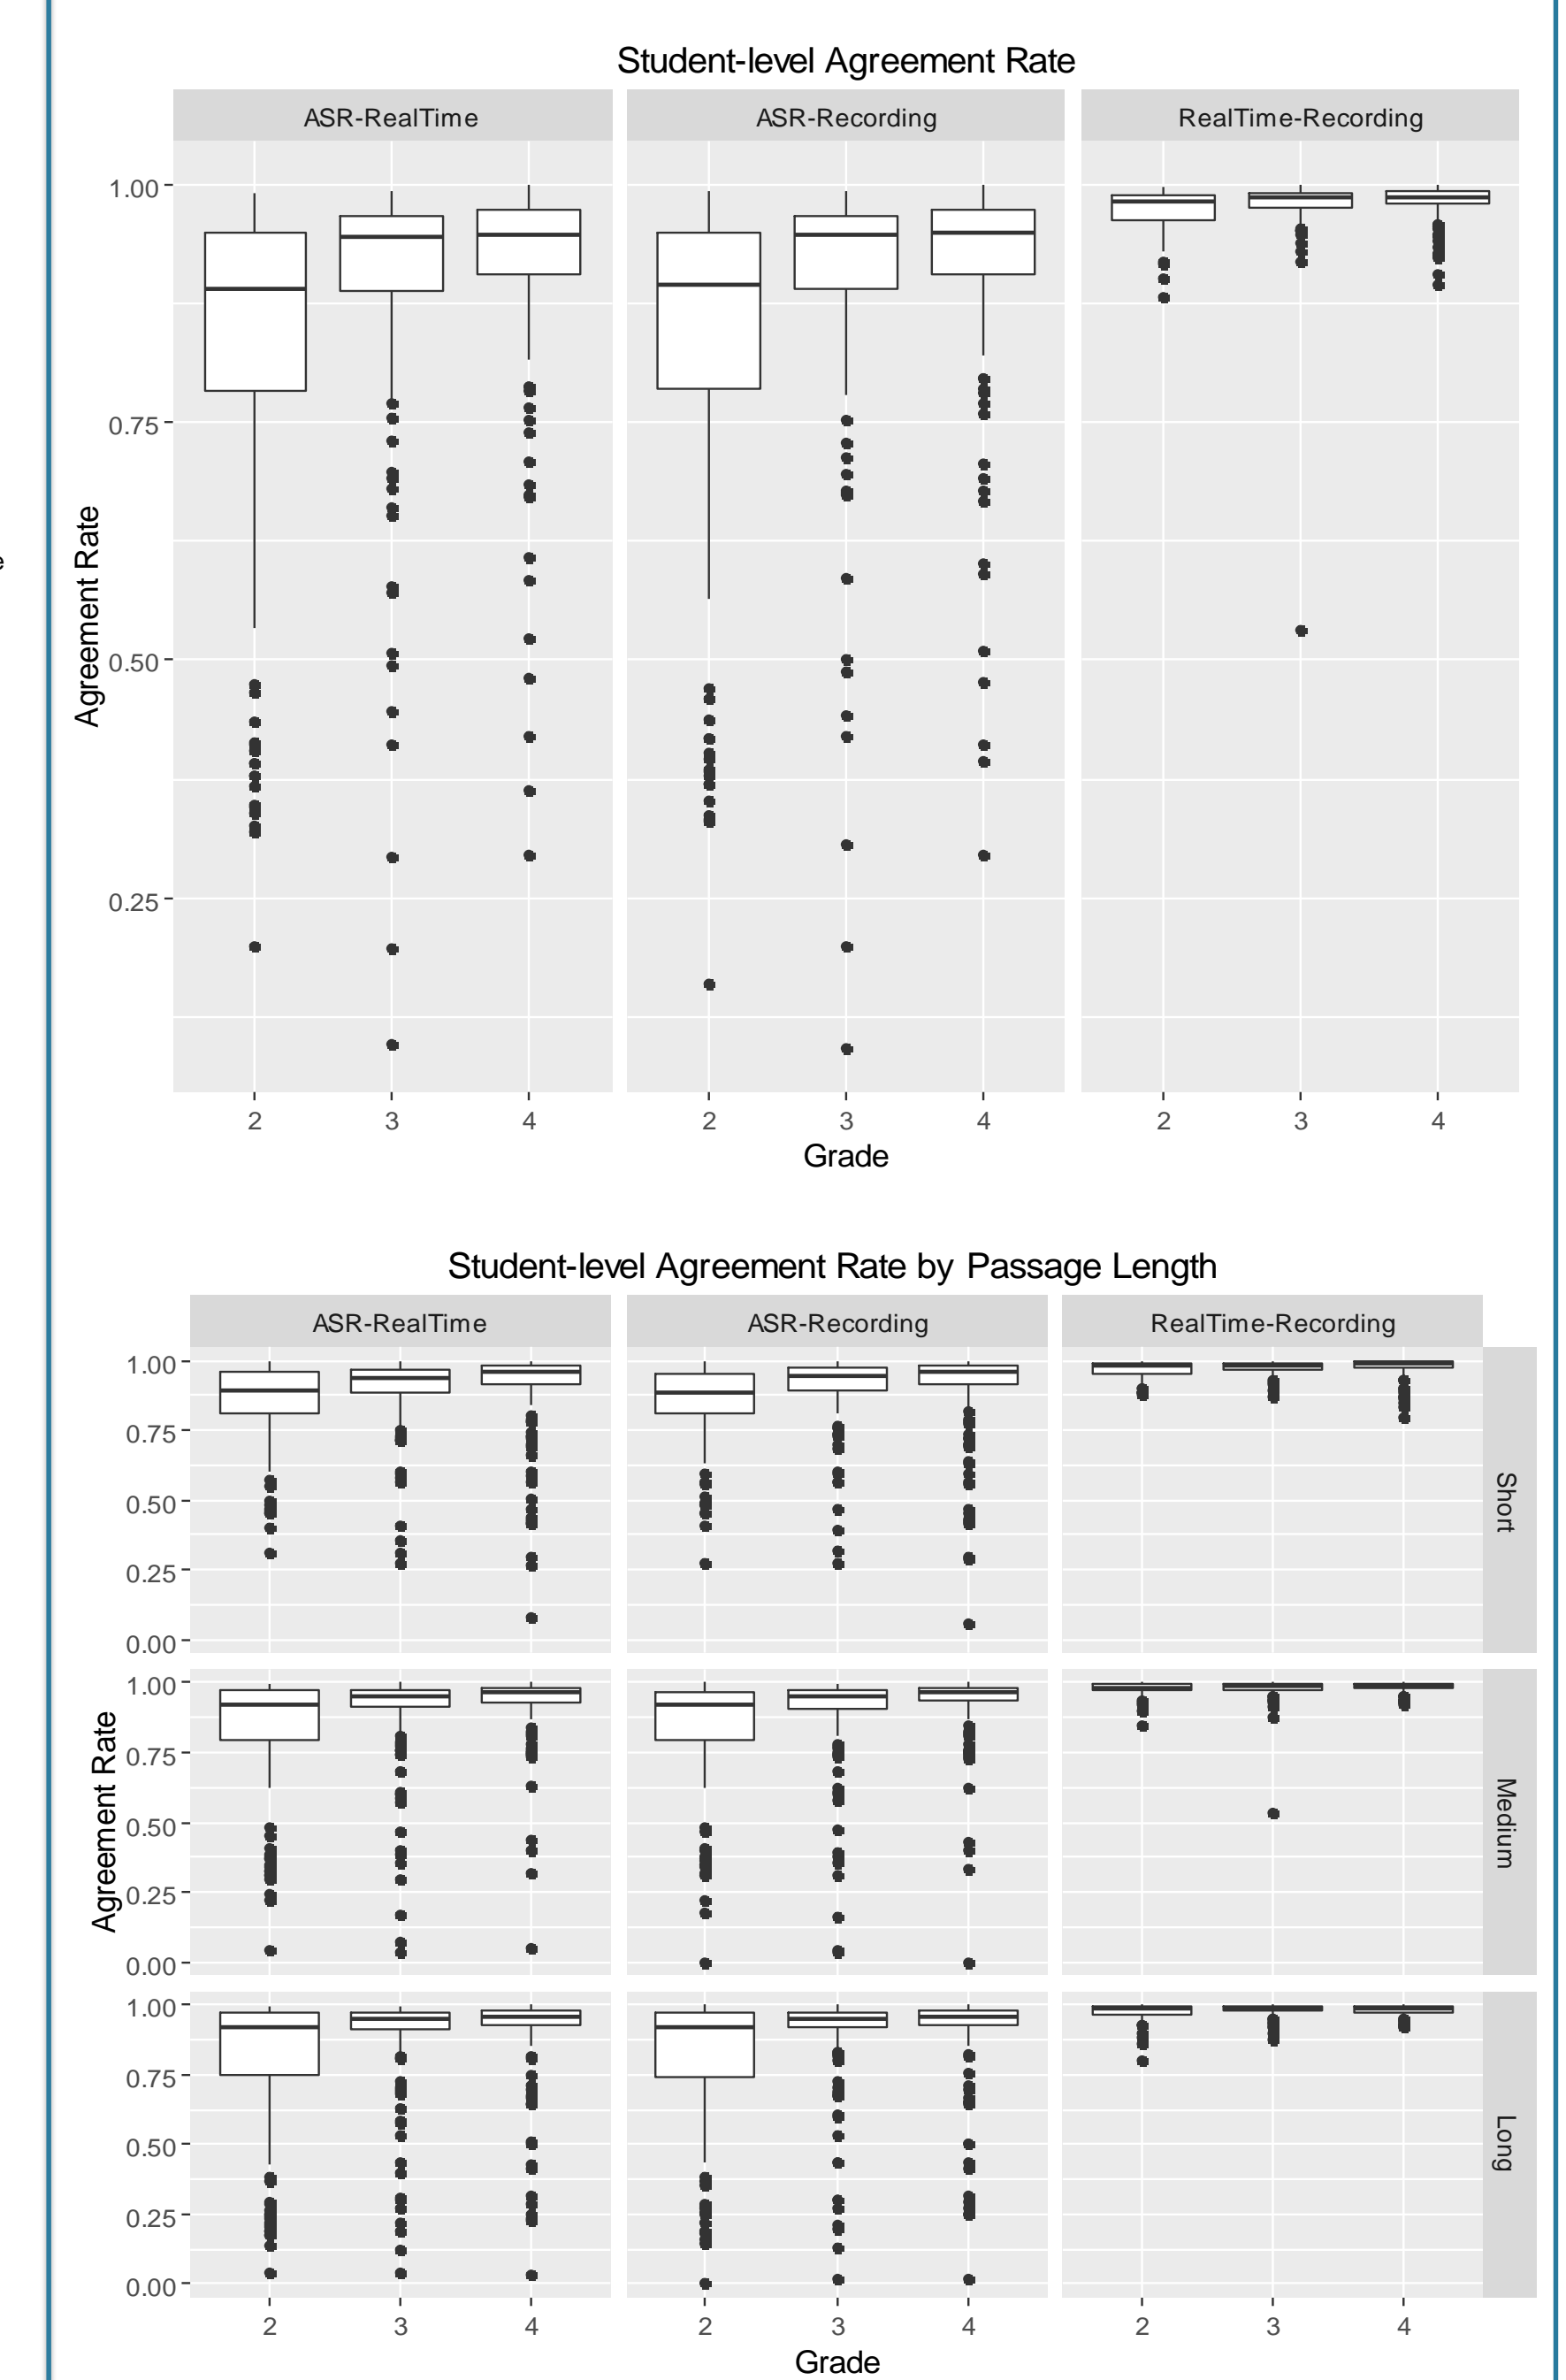 Student-level Agreement Rate
ASR-RealTime ASR-Recording RealTime-Recording
1.00
0.75
0.50
0.25
Agreement Rate
e
2 3 4 2 3 4 2 3 4
Grade
Student-level Agreement Rate by Passage Length
ASR-RealTime ASR-Recording RealTime-Recording
1.00
0.75
0.50
0.25
0.00
Short
1.00
0.75
0.50
0.25
0.00
Medium
Agreement Rate
1.00
0.75
0.50
0.25
0.00
Long
2 3 4 2 3 4 2 3 4
Grade